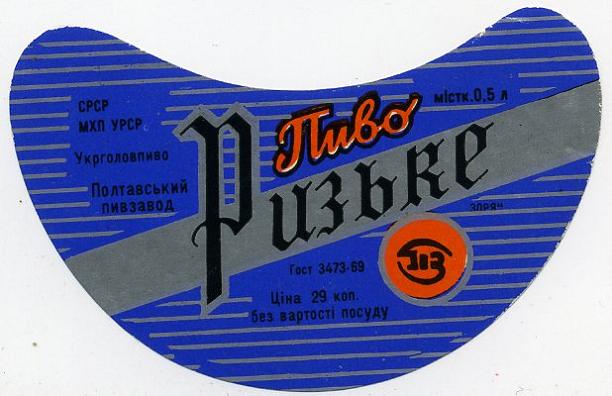 СРСР
МХП УРСР
Укрголовпиво
Полтавський
пивзавод
Пиво
містк.0,5 л
Ризьке
Гост 3473-69
Ціна 29 коп.
без вартості посуду